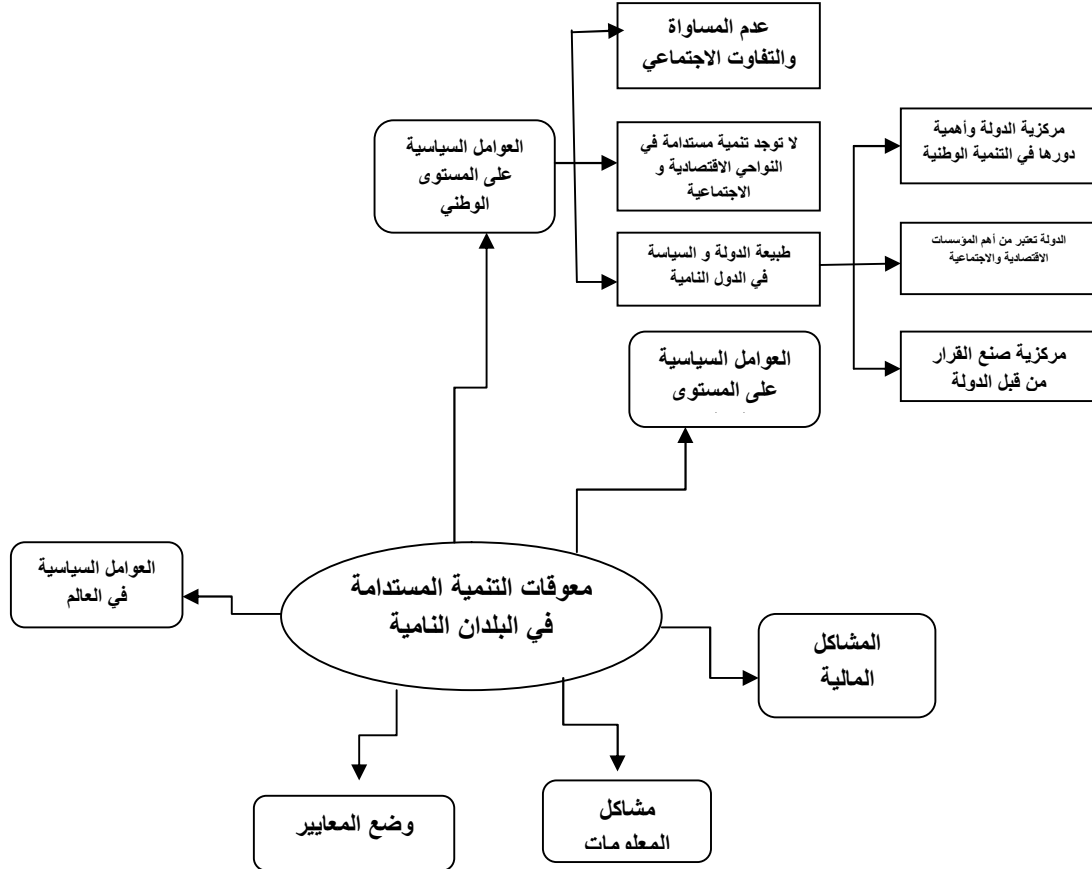 عدم المساواة
والتفاوت الاجتماعي
العوامل السياسية
على المستوى
الوطني
لا توجد تنمية مستدامة في
النواحي الاقتصادية و
الاجتماعية
مركزية الدولة وأهمية
دورها في التنمية الوطنية
طبيعة الدولة و السياسة
في الدول النامية
الدولة تعتبر من أهم المؤسسات
الاقتصادية والاجتماعية
مركزية صنع القرار
من قبل الدولة
العوامل السياسية
على المستوى
العوامل السياسية
في العالم
معوقات التنمية المستدامة
في البلدان النامية
المشاكل
المالية
وضع المعايير
مشاكل
المعلومات